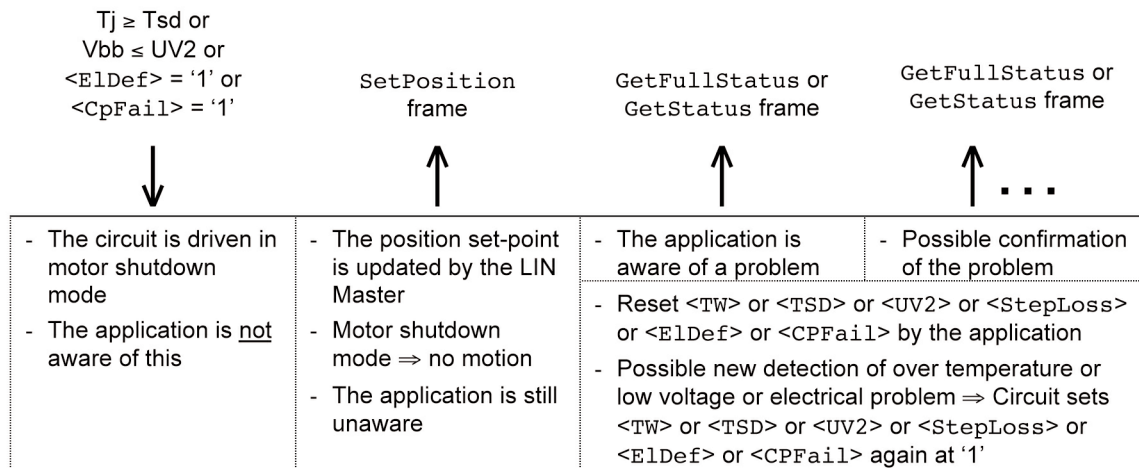 Tj ≥ Tsd or
Vbb ≤ UV2 or
<ElDef> = ‘1’ or
<CpFail> = ‘1’
SetPosition
frame
GetFullStatus or
GetStatus frame
GetFullStatus or
GetStatus frame
...
- The circuit is driven in
motor shutdown
mode
- The application is not
aware of this
- The position set-point
is updated by the LIN
Master
- Motor shutdown
mode ⇒ no motion
- The application is still
unaware
- The application is
aware of a problem
- Possible confirmation
of the problem
- Reset <TW> or <TSD> or <UV2> or <StepLoss>
or <ElDef> or <CPFail> by the application
- Possible new detection of over temperature or
low voltage or electrical problem ⇒ Circuit sets
<TW> or <TSD> or <UV2> or <StepLoss> or
<ElDef> or <CPFail> again at ‘1’